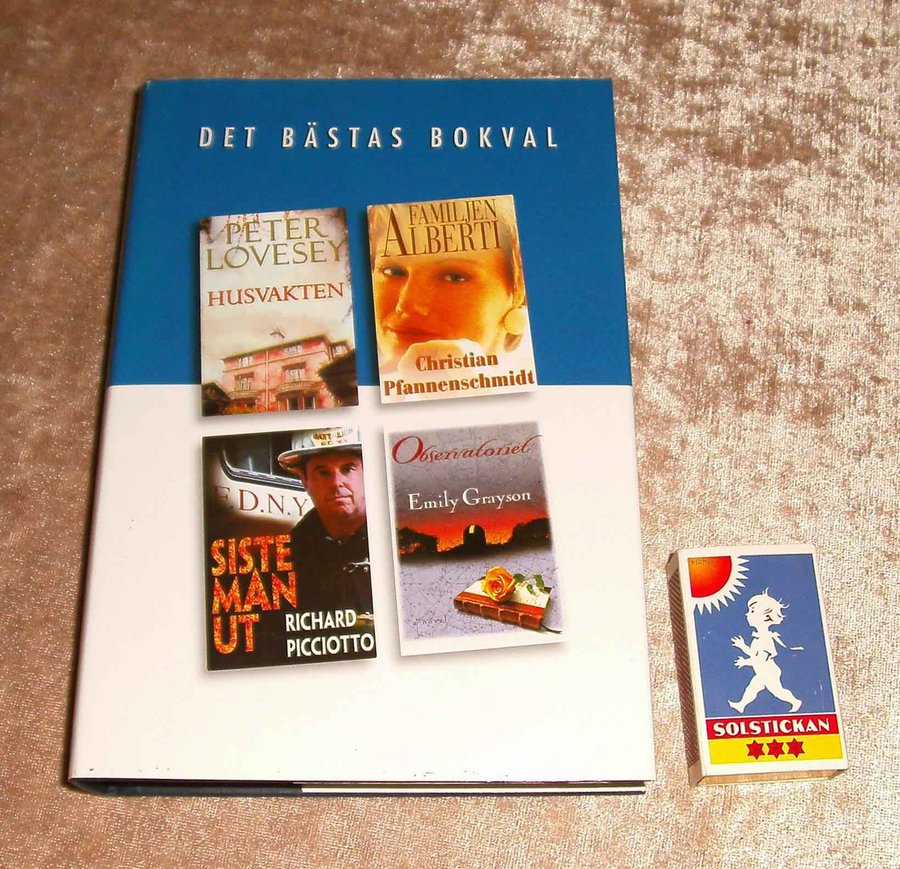 DET BÄSTAS BOKVAL
PETER
LOVESEY
HUSVAKTEN
FAMILJEN
ALBERTI
Christian
Pfannenschmidt
F.D.N.Y.
SISTE
MAN
UT
RICHARD
PICCIOTTO
Observatoriet
Emily Grayson
a novel
SOLSTICKAN